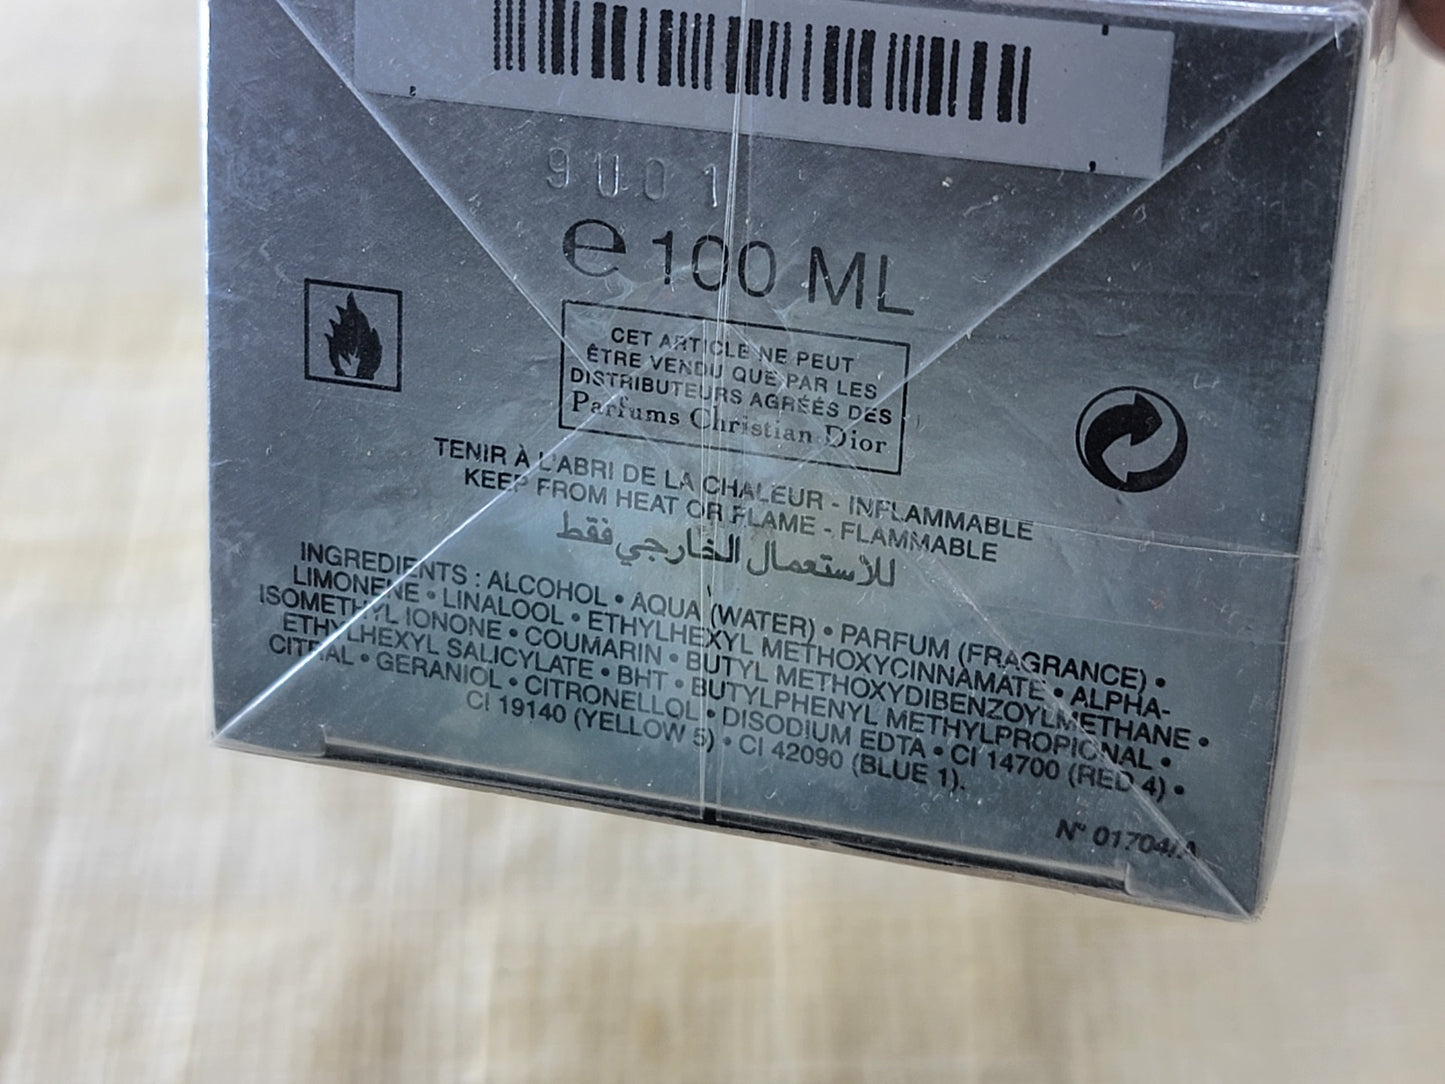 9U01
e 100 ML
CET ARTICLE NE PEUT
ÊTRE VENDU QUE PAR LES
DISTRIBUTEURS AGRÉÉS DES
Parfums Christian Dior
TENIR À L'ABRI DE LA CHALEUR - INFLAMMABLE
KEEP FROM HEAT OR FLAME - FLAMMABLE
للاستعمال الخارجي فقط
INGREDIENTS : ALCOHOL • AQUA (WATER) • PARFUM (FRAGRANCE) •
LIMONENE • LINALOOL • ETHYLHEXYL METHOXYCINNAMATE • ALPHA-
ISOMETHYL IONONE • COUMARIN • BUTYL METHOXYDIBENZOYLMETHANE •
ETHYLHEXYL SALICYLATE • BHT • BUTYLPHENYL METHYLPROPIONAL •
CITRAL • GERANIOL • CITRONELLOL • DISODIUM EDTA • CI 14700 (RED 4) •
CI 19140 (YELLOW 5) • CI 42090 (BLUE 1).
N° 01704/A